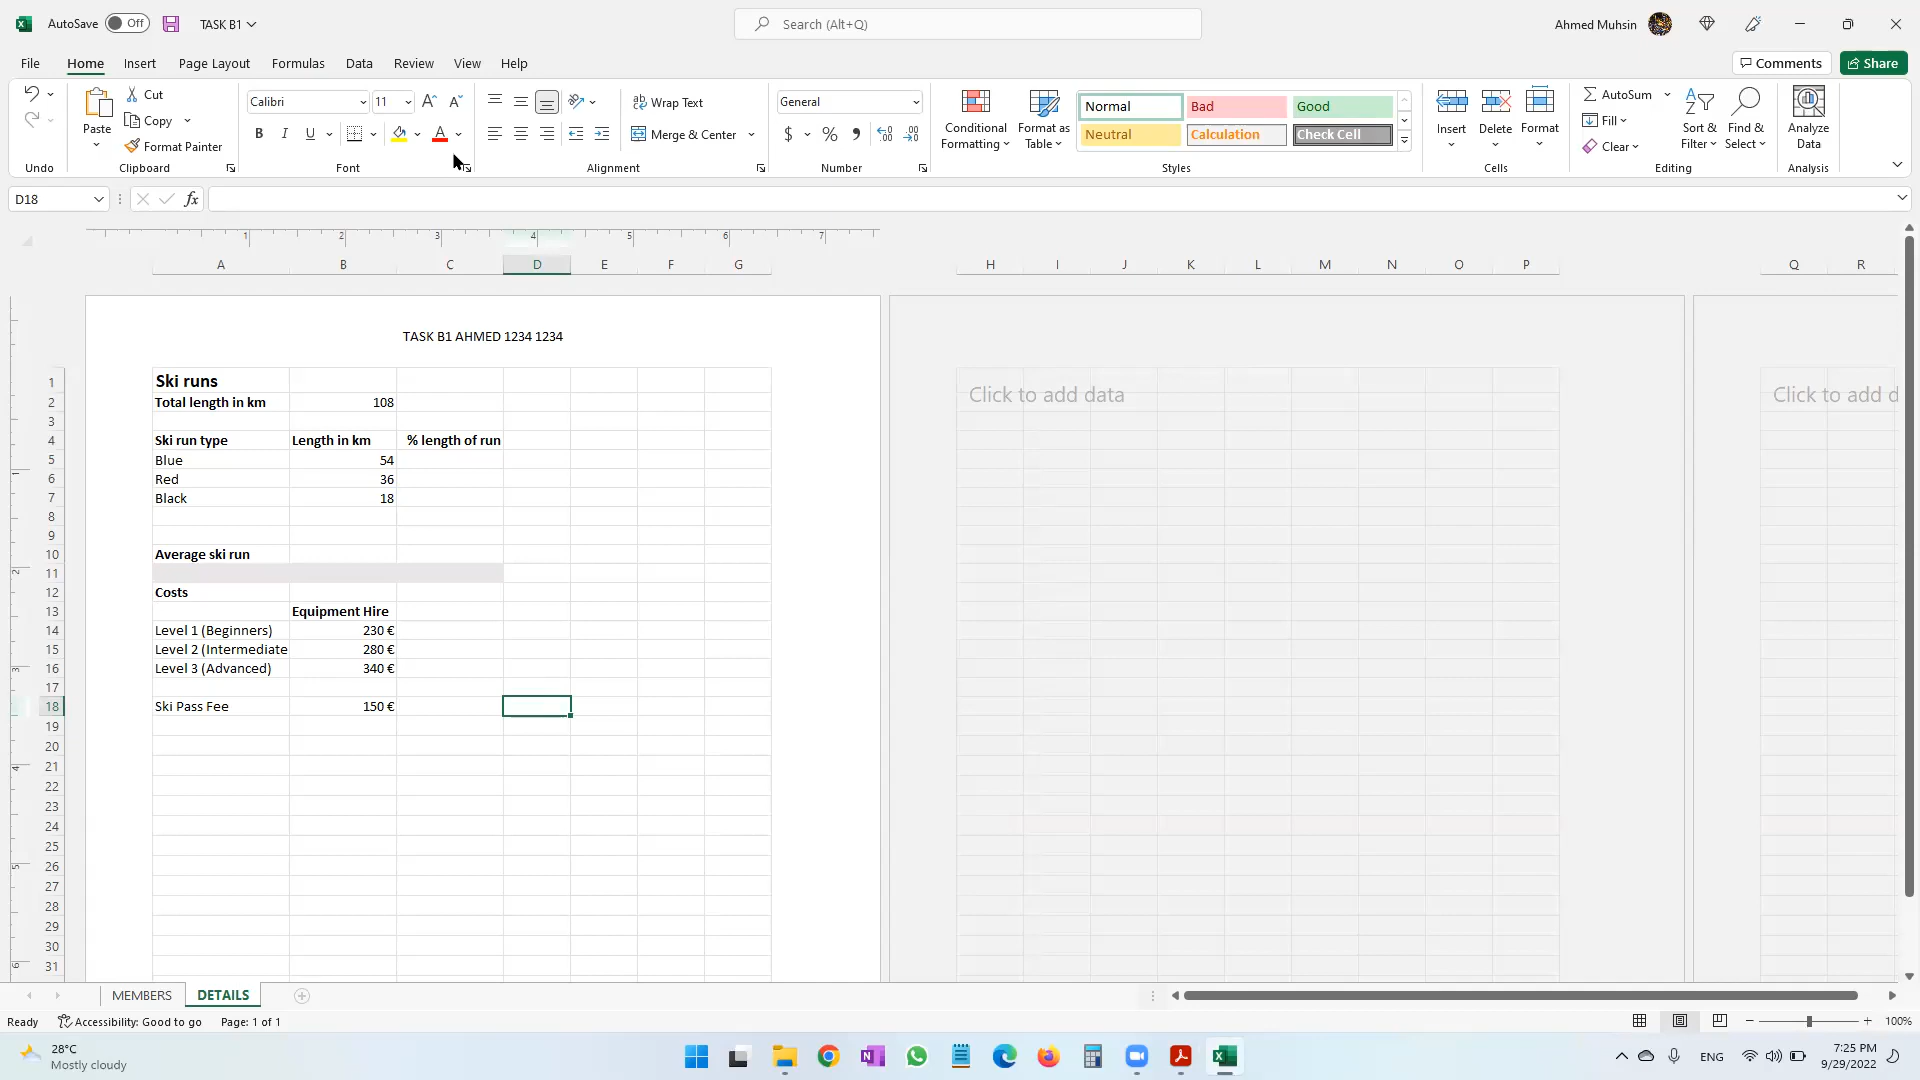 AutoSave Off TASK B1 Search (Alt+Q) Ahmed Muhsin
File Home Insert Page Layout Formulas Data Review View Help Comments Share
Undo
Paste Cut Copy Format Painter Clipboard
Calibri 11 B I U A Font
ab Wrap Text Merge & Center Alignment
General $ % Number
Conditional Formatting Format as Table Normal Bad Good Neutral Calculation Check Cell Styles
Insert Delete Format Cells
AutoSum Fill Clear Sort & Filter Find & Select Editing
Analyze Data Analysis
D18 fx
1 2 3 4 5 6 7
A B C D E F G H I J K L M N O P Q R
TASK B1 AHMED 1234 1234
1 Ski runs
Click to add data Click to add d
2 Total length in km 108
3
4 Ski run type Length in km % length of run
5 Blue 54
6 Red 36
7 Black 18
8
9
10 Average ski run
11
12 Costs
13 Equipment Hire
14 Level 1 (Beginners) 230 €
15 Level 2 (Intermediate 280 €
16 Level 3 (Advanced) 340 €
17
18 Ski Pass Fee 150 €
19
20
21
22
23
24
25
26
27
28
29
30
31
MEMBERS DETAILS
Ready Accessibility: Good to go Page: 1 of 1 100%
28°C
Mostly cloudy
ENG
7:25 PM
9/29/2022